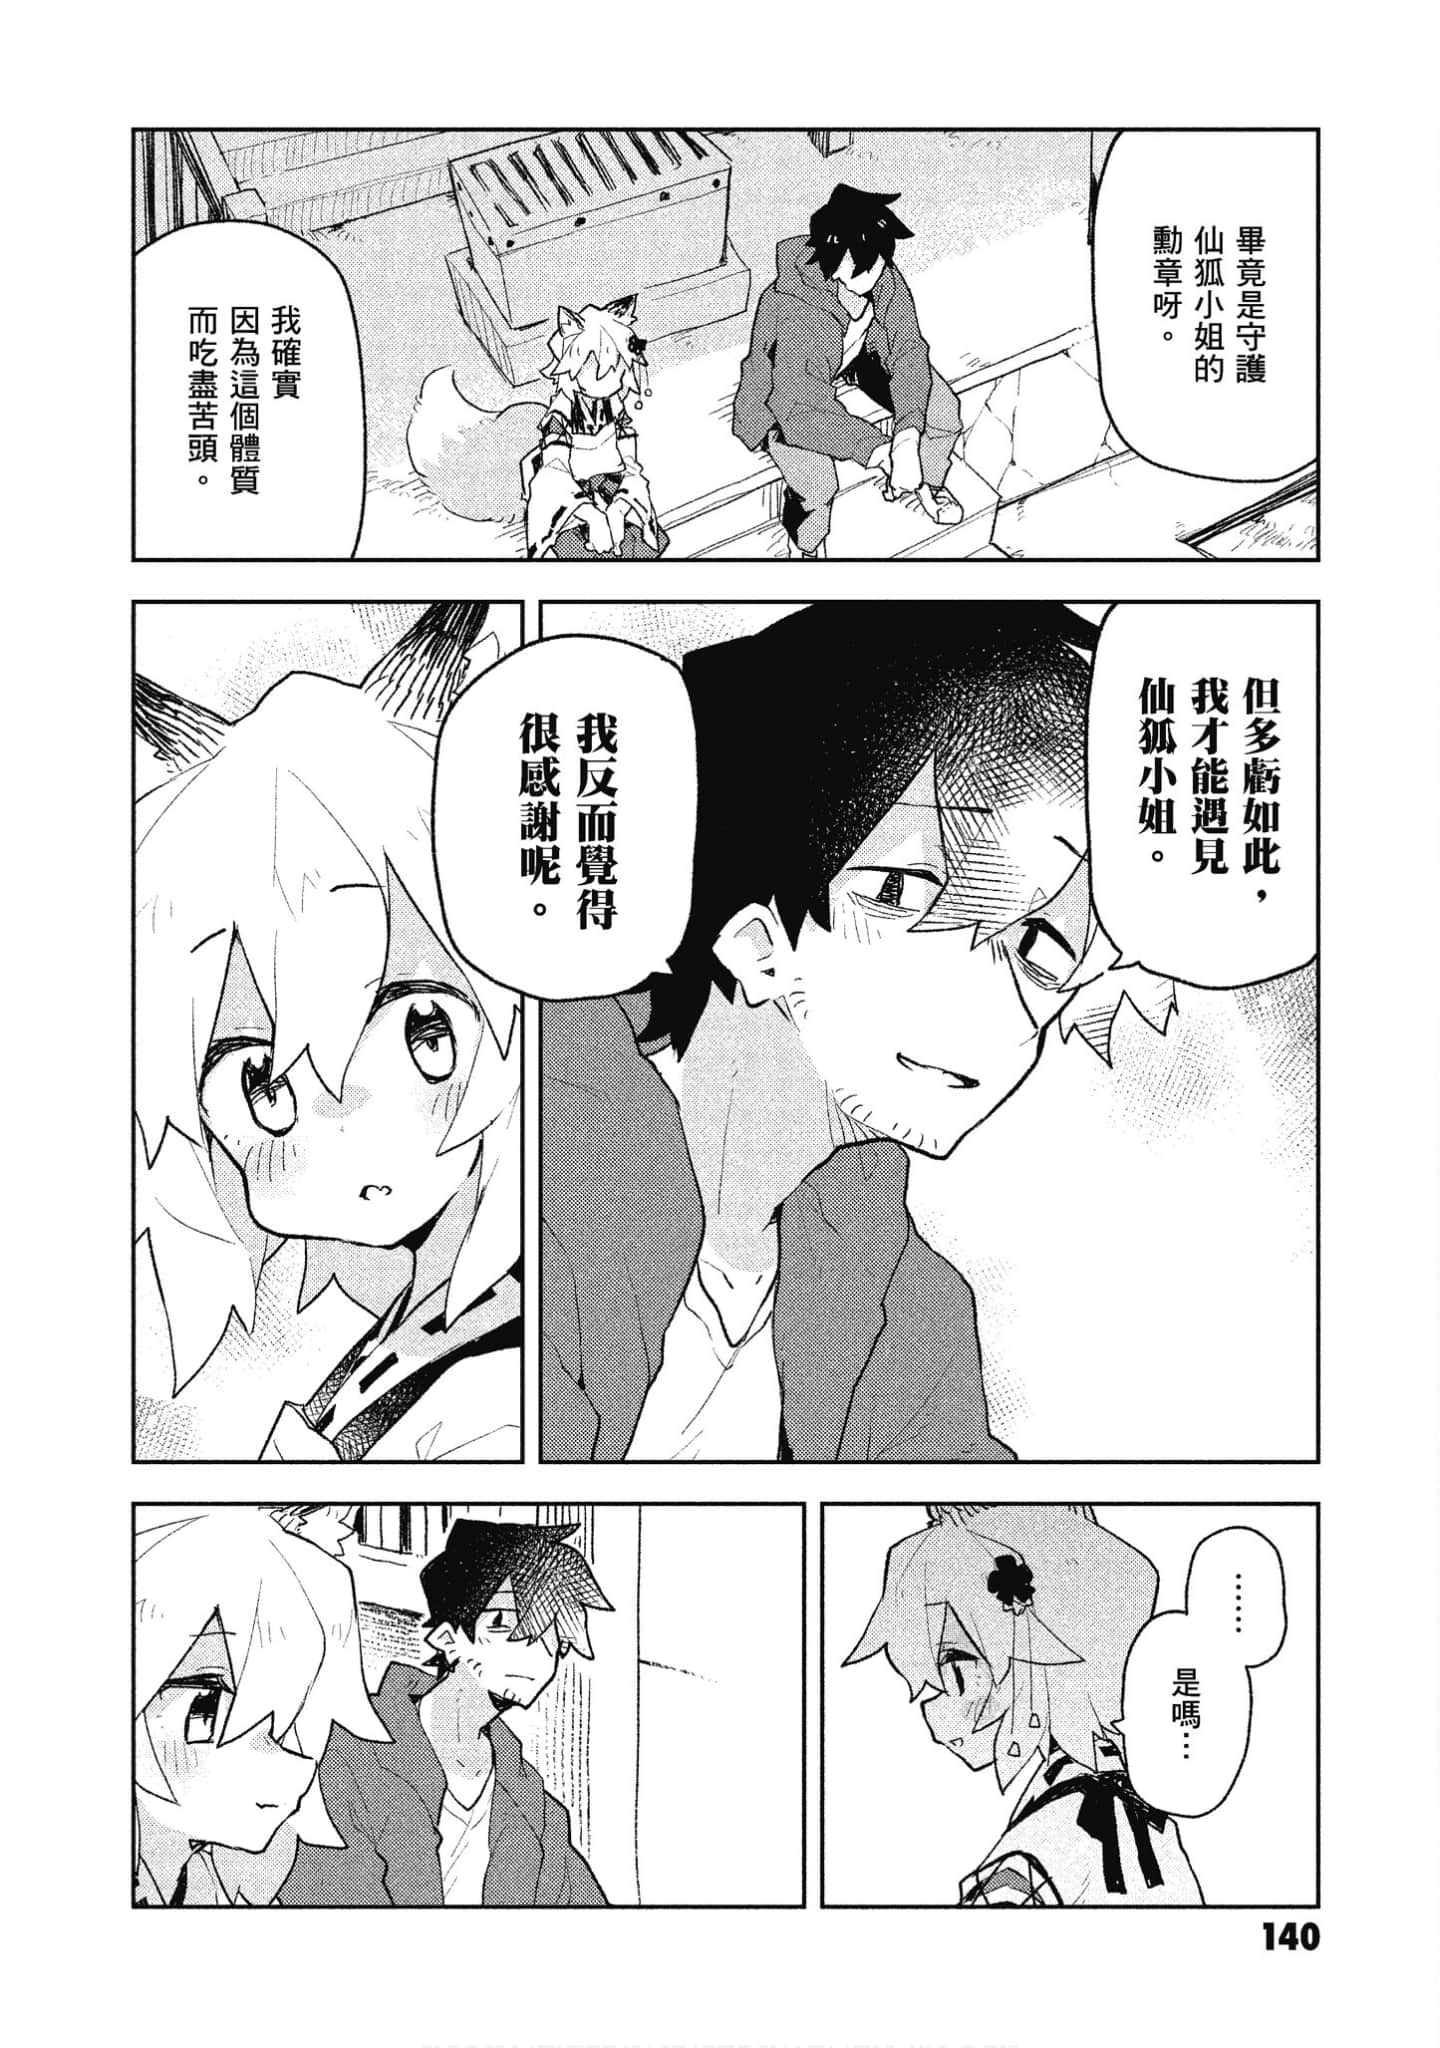 畢竟是守護
仙狐小姐的
勳章呀。
我確實
因為這個體質
而吃盡苦頭。
但多虧如此，
我才能遇見
仙狐小姐。
我反而覺得
很感謝呢。
……
是嗎…
140